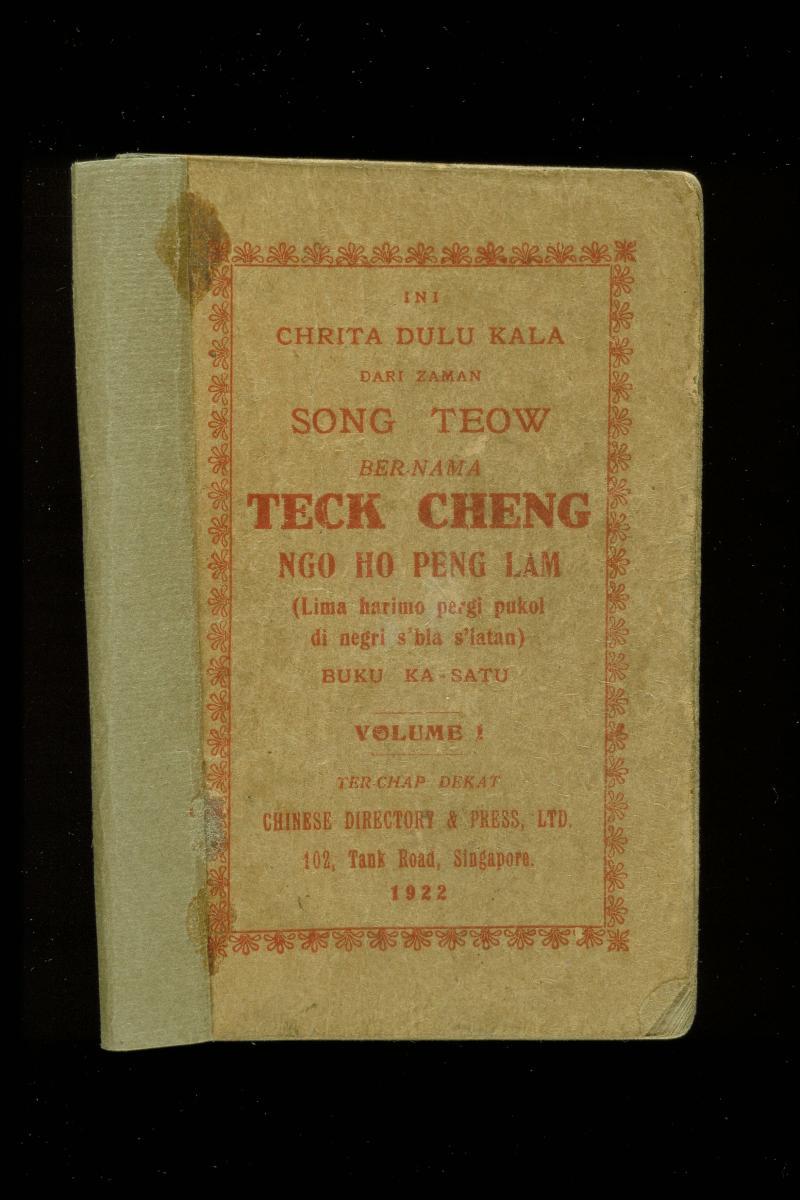 INI
CHRITA DULU KALA
DARI ZAMAN
SONG TEOW
BER-NAMA
TECK CHENG
NGO HO PENG LAM
(Lima harimo pergi pukol
di negri s'bla s'latan)
BUKU KA-SATU
VOLUME 1
TER-CHAP DEKAT
CHINESE DIRECTORY & PRESS, LTD.
102, Tank Road, Singapore.
1922